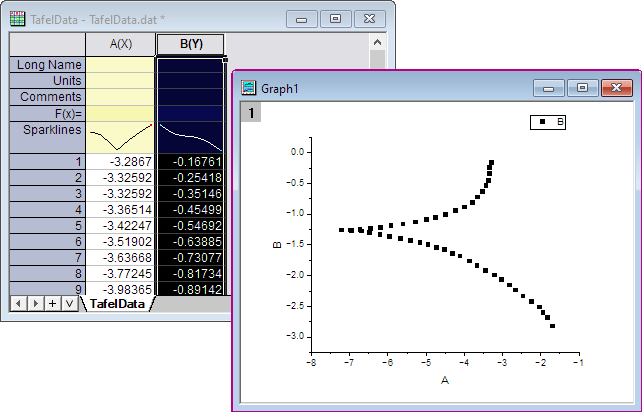 TafelData - TafelData.dat *
A(X) B(Y)
Long Name
Units
Comments
F(x)=
Sparklines
1 -3.2867 -0.16761
2 -3.32592 -0.25418
3 -3.32592 -0.35146
4 -3.36514 -0.45499
5 -3.42247 -0.54692
6 -3.51902 -0.63885
7 -3.63668 -0.73077
8 -3.77245 -0.81734
9 -3.98365 -0.89142
TafelData
Graph1
1
B
0.0
-0.5
-1.0
-1.5
-2.0
-2.5
-3.0
B
-8 -7 -6 -5 -4 -3 -2 -1
A